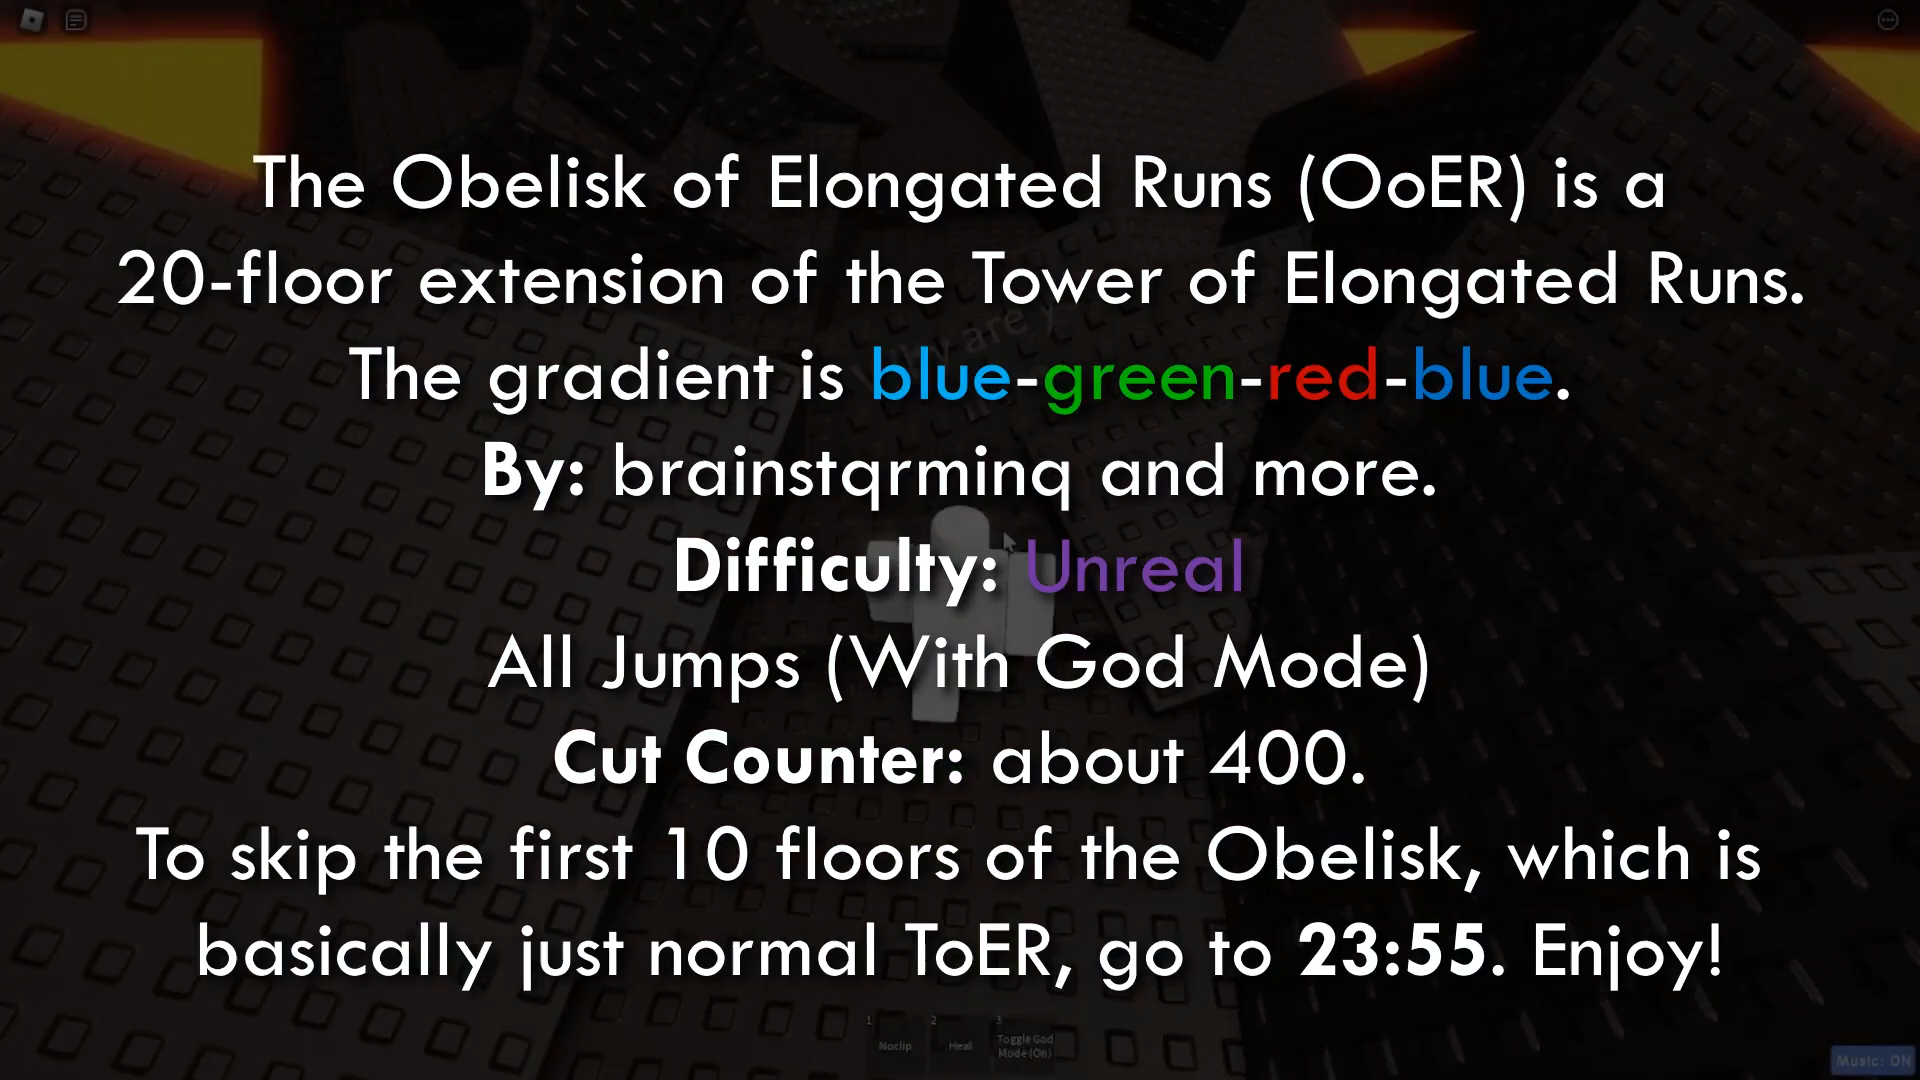 The Obelisk of Elongated Runs (OoER) is a
20-floor extension of the Tower of Elongated Runs.
The gradient is blue-green-red-blue.
By: brainstqrminq and more.
Difficulty: Unreal
All Jumps (With God Mode)
Cut Counter: about 400.
To skip the first 10 floors of the Obelisk, which is
basically just normal ToER, go to 23:55. Enjoy!
1 2 3
Noclip Heal Toggle God
Mode (On)
Music: ON